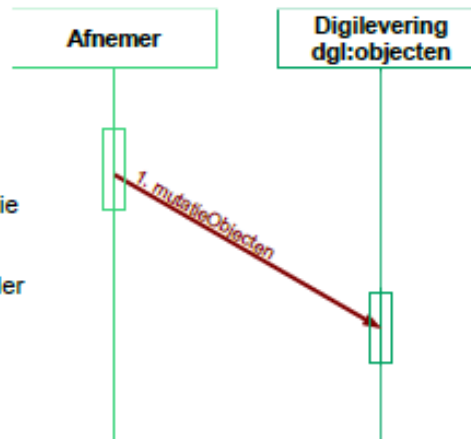 Afnemer
Digilevering
dgl:objecten
1. mutatieObjecten
ie
ler